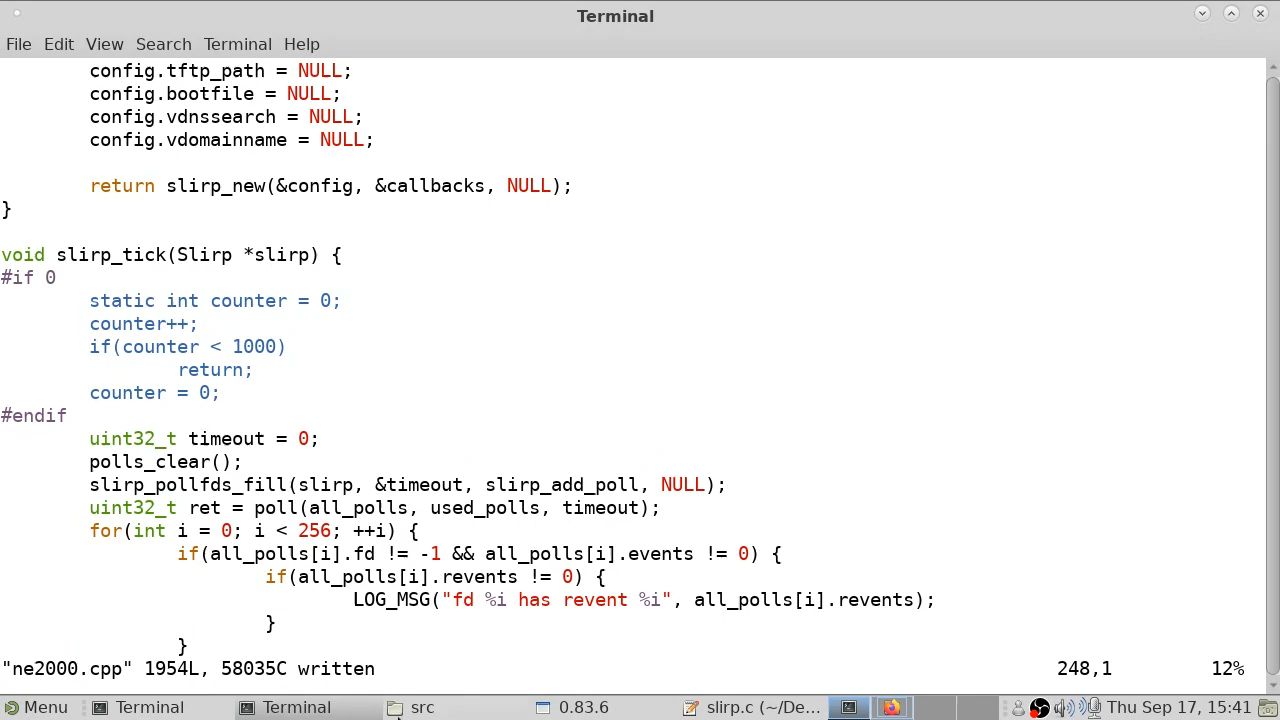 Terminal
File Edit View Search Terminal Help
config.tftp_path = NULL;
config.bootfile = NULL;
config.vdnssearch = NULL;
config.vdomainname = NULL;
return slirp_new(&config, &callbacks, NULL);
}
void slirp_tick(Slirp *slirp) {
#if 0
static int counter = 0;
counter++;
if(counter < 1000)
return;
counter = 0;
#endif
uint32_t timeout = 0;
polls_clear();
slirp_pollfds_fill(slirp, &timeout, slirp_add_poll, NULL);
uint32_t ret = poll(all_polls, used_polls, timeout);
for(int i = 0; i < 256; ++i) {
if(all_polls[i].fd != -1 && all_polls[i].events != 0) {
if(all_polls[i].revents != 0) {
LOG_MSG("fd %i has revent %i", all_polls[i].revents);
}
}
"ne2000.cpp" 1954L, 58035C written 248,1 12%
Menu Terminal Terminal src 0.83.6 slirp.c (~/De... Thu Sep 17, 15:41